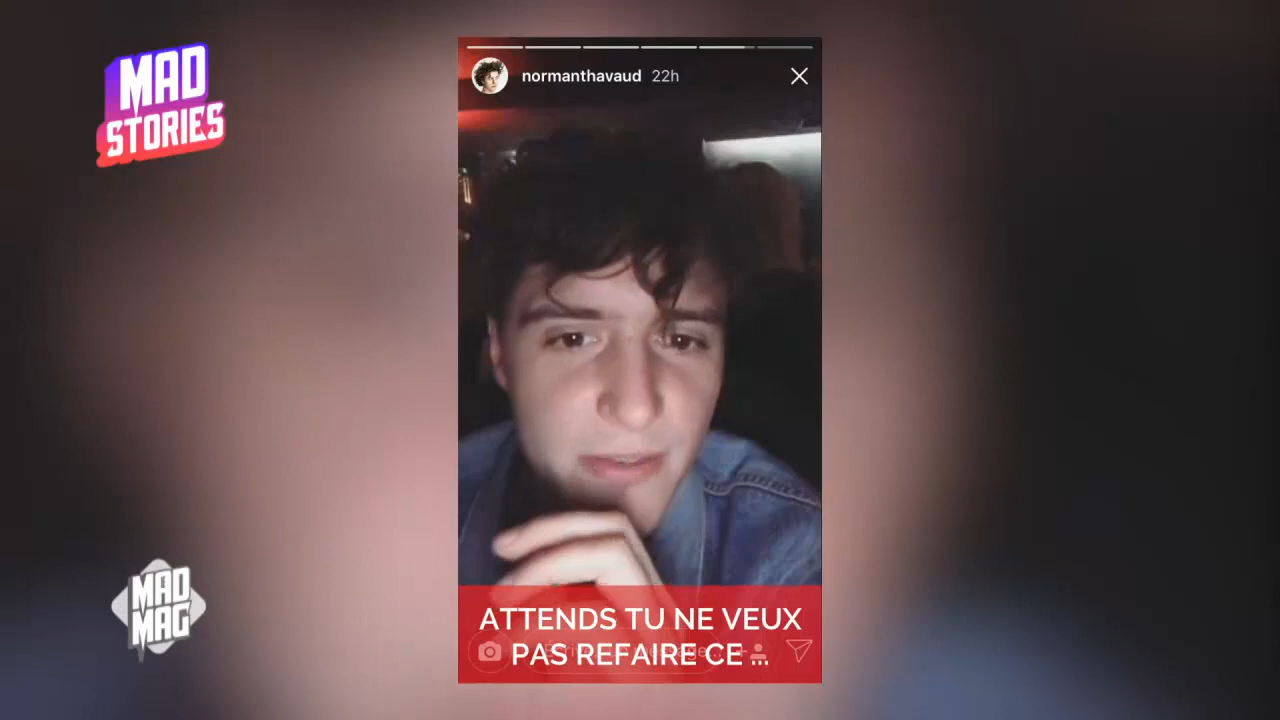 MAD
STORIES
normanthavaud 22h
ATTENDS TU NE VEUX
PAS REFAIRE CE ...
MAD
MAG